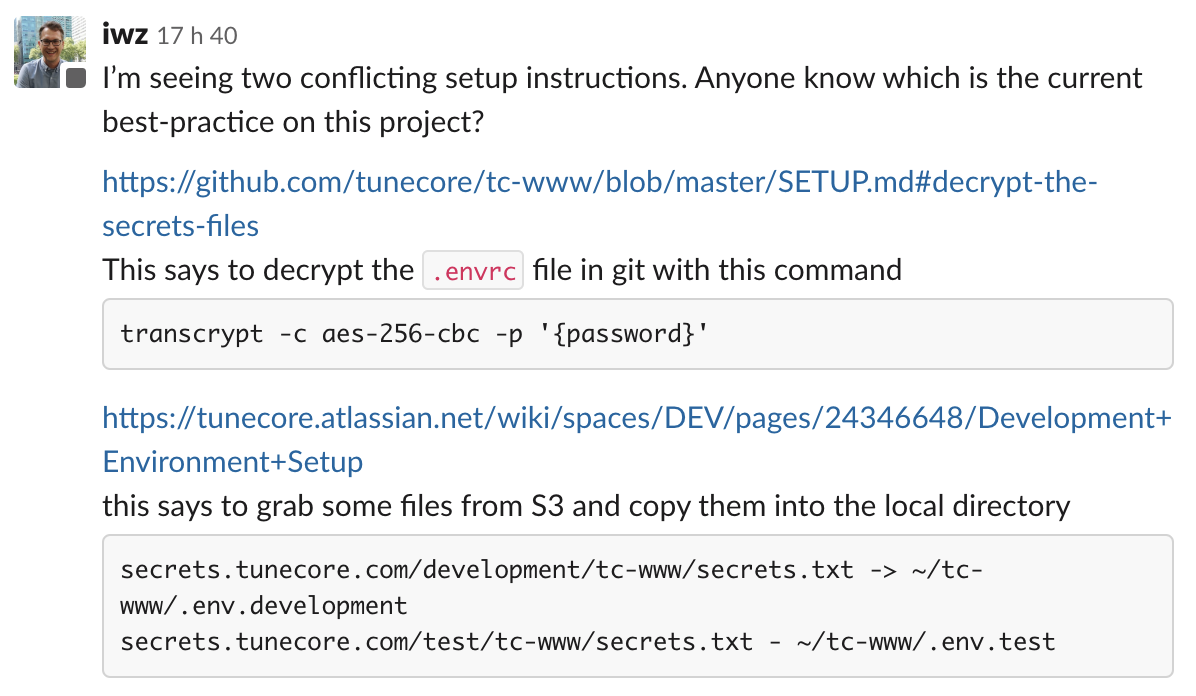 iwz 17 h 40
I’m seeing two conflicting setup instructions. Anyone know which is the current
best-practice on this project?
https://github.com/tunecore/tc-www/blob/master/SETUP.md#decrypt-the-
secrets-files
This says to decrypt the .envrc file in git with this command
transcrypt -c aes-256-cbc -p '{password}'
https://tunecore.atlassian.net/wiki/spaces/DEV/pages/24346648/Development+
Environment+Setup
this says to grab some files from S3 and copy them into the local directory
secrets.tunecore.com/development/tc-www/secrets.txt -> ~/tc-
www/.env.development
secrets.tunecore.com/test/tc-www/secrets.txt - ~/tc-www/.env.test